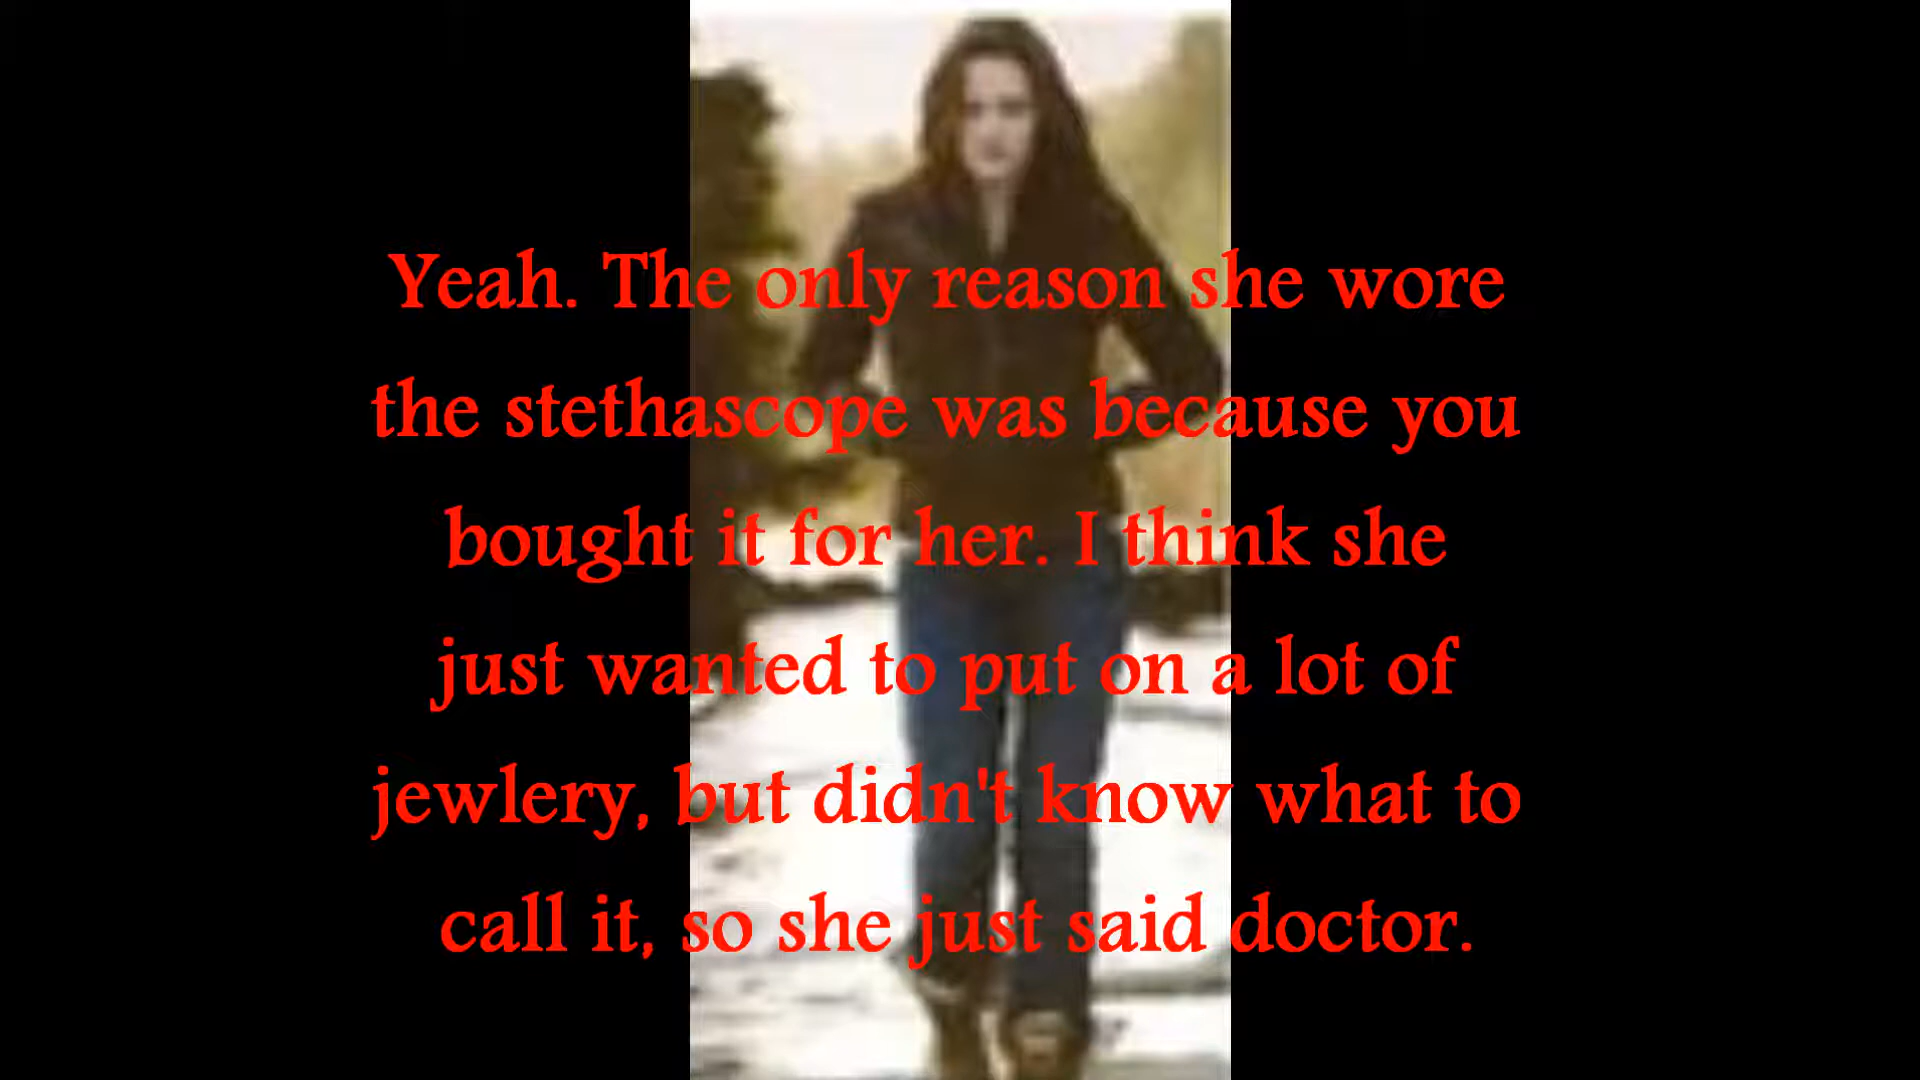 Yeah. The only reason she wore
the stethascope was because you
bought it for her. I think she
just wanted to put on a lot of
jewlery, but didn't know what to
call it, so she just said doctor.